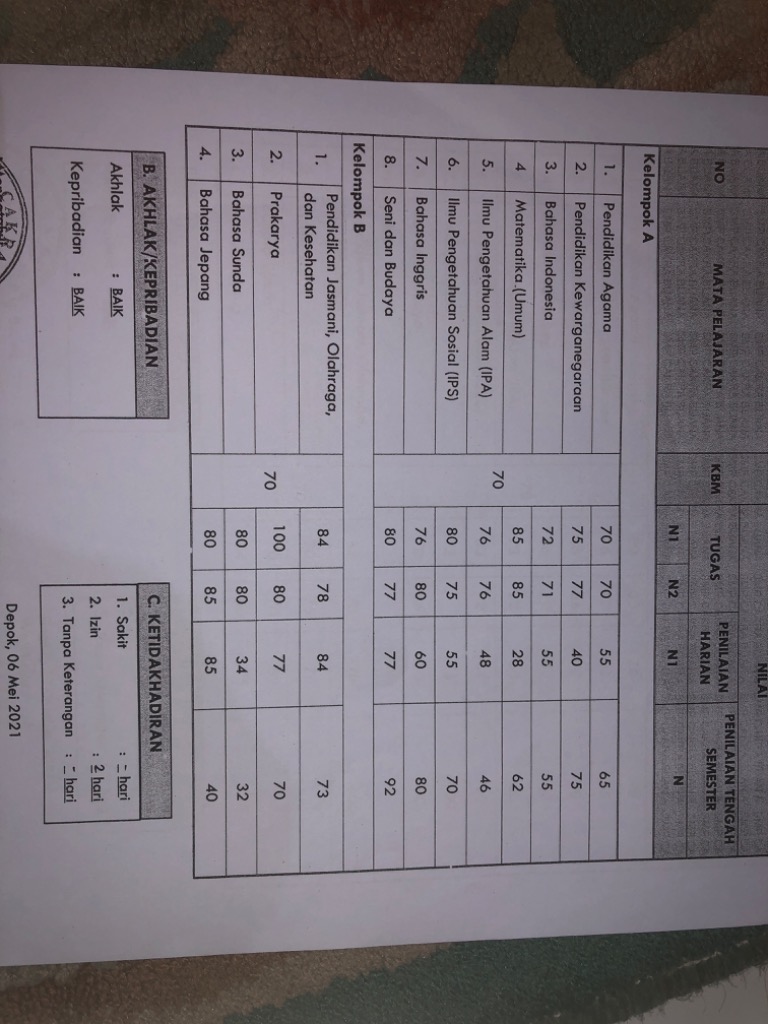 NILAI
NO MATA PELAJARAN KBM TUGAS PENILAIAN HARIAN PENILAIAN TENGAH SEMESTER
N1 N2 N1 N
Kelompok A
1. Pendidikan Agama 70 70 55 65
2. Pendidikan Kewarganegaraan 75 77 40 75
3. Bahasa Indonesia 72 71 55 55
4 Matematika (Umum) 85 85 28 62
5. Ilmu Pengetahuan Alam (IPA) 70 76 76 48 46
6. Ilmu Pengetahuan Sosial (IPS) 80 75 55 70
7. Bahasa Inggris 76 80 60 80
8. Seni dan Budaya 80 77 77 92
Kelompok B
1. Pendidikan Jasmani, Olahraga,
dan Kesehatan 84 78 84 73
2. Prakarya 70 100 80 77 70
3. Bahasa Sunda 80 80 34 32
4. Bahasa Jepang 80 85 85 40
B. AKHLAK/KEPRIBADIAN
Akhlak : BAIK
Kepribadian : BAIK
C. KETIDAKHADIRAN
1. Sakit : - hari
2. Izin : 2 hari
3. Tanpa Keterangan : - hari
Depok, 06 Mei 2021
CAKRA